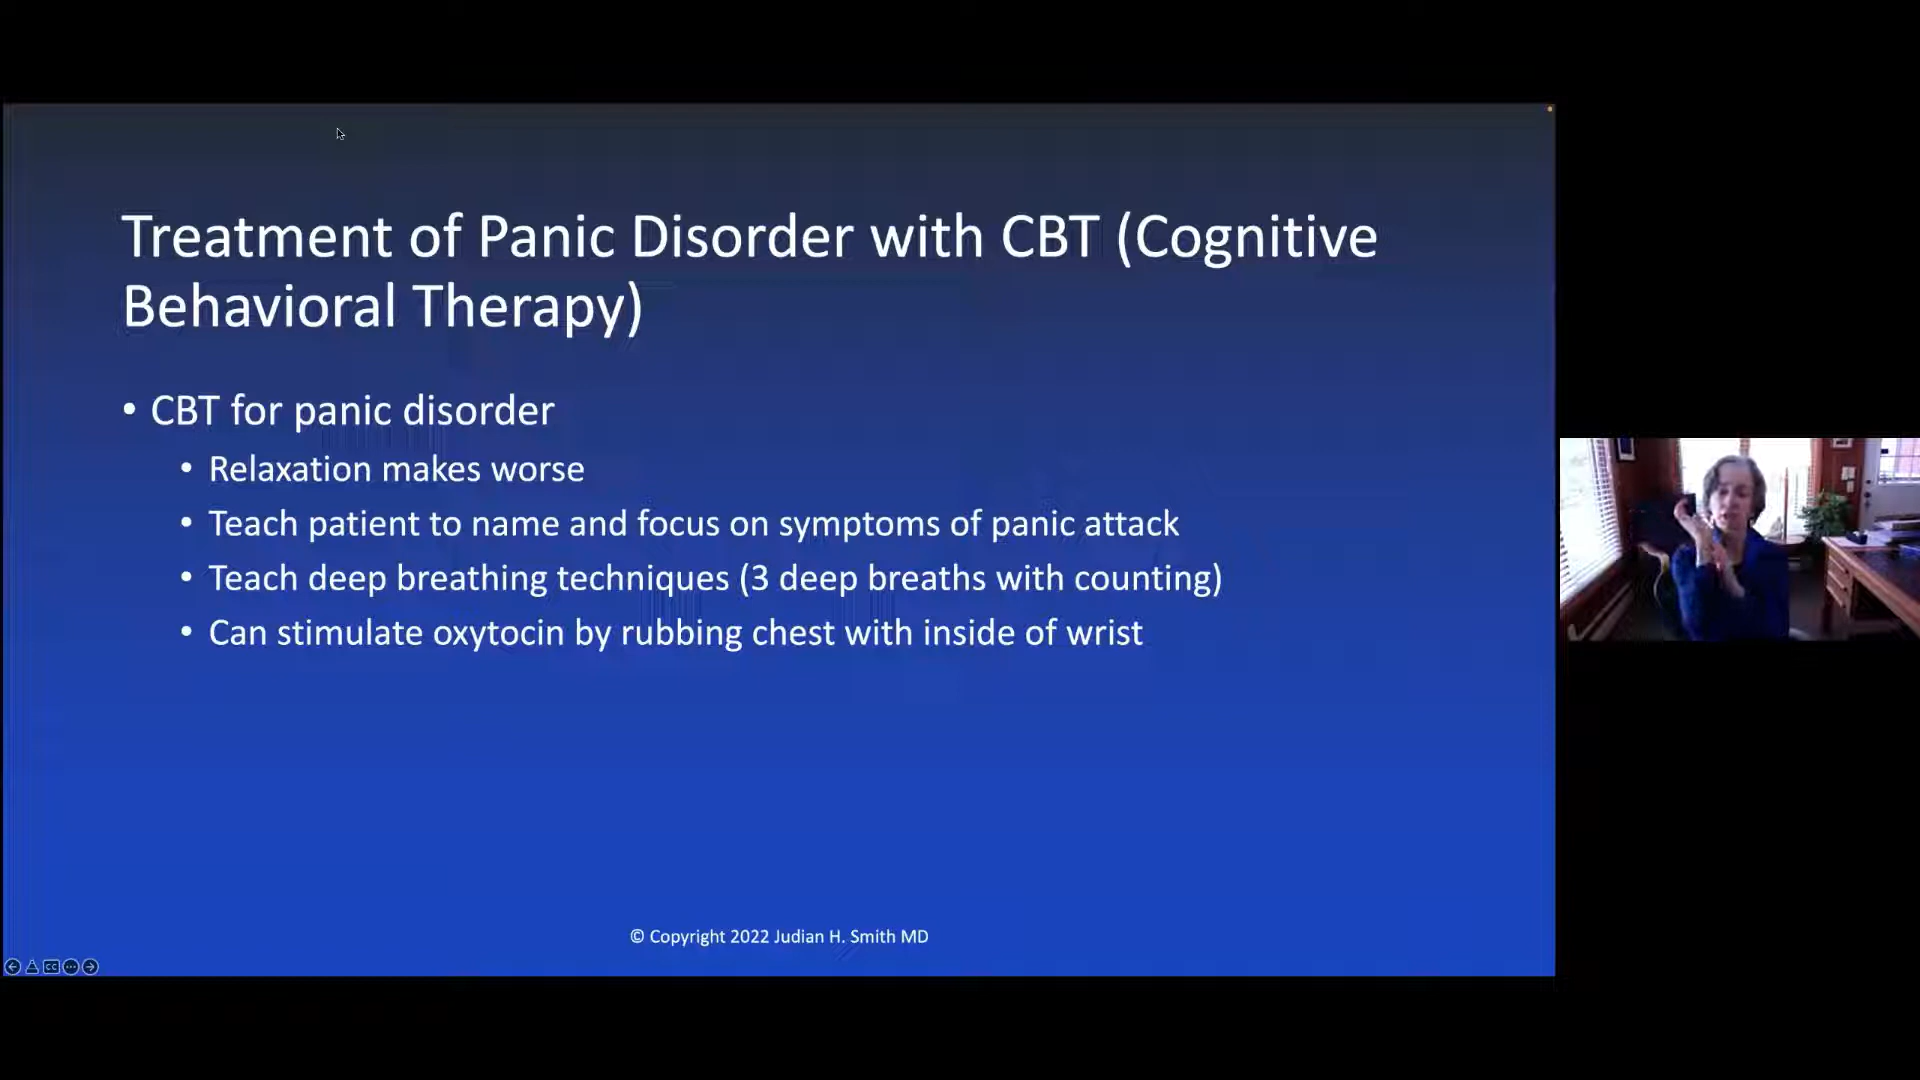 Treatment of Panic Disorder with CBT (Cognitive
Behavioral Therapy)
• CBT for panic disorder
• Relaxation makes worse
• Teach patient to name and focus on symptoms of panic attack
• Teach deep breathing techniques (3 deep breaths with counting)
• Can stimulate oxytocin by rubbing chest with inside of wrist
© Copyright 2022 Judian H. Smith MD
CC